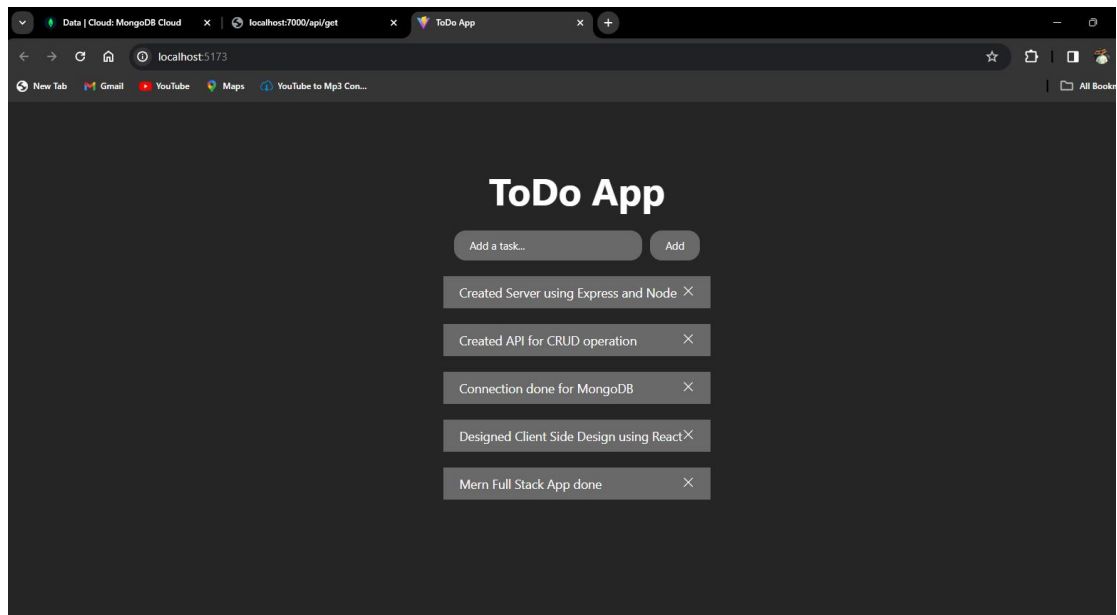 Data | Cloud: MongoDB Cloud
localhost:7000/api/get
ToDo App
localhost:5173
New Tab
Gmail
YouTube
Maps
YouTube to Mp3 Con...
All Bookn
ToDo App
Add a task...
Add
Created Server using Express and Node
Created API for CRUD operation
Connection done for MongoDB
Designed Client Side Design using React
Mern Full Stack App done